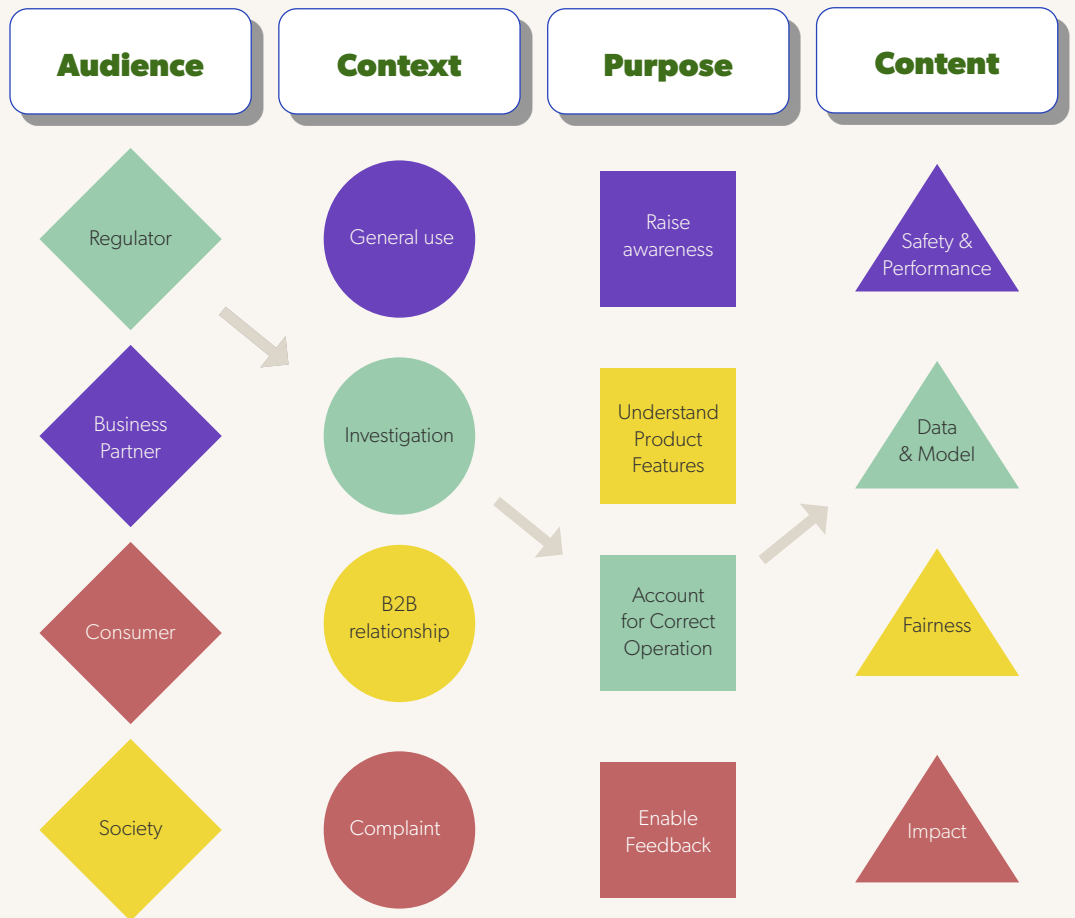 Audience
Context
Purpose
Content
Regulator
General use
Raise
awareness
Safety &
Performance
Business
Partner
Investigation
Understand
Product
Features
Data
& Model
Consumer
B2B
relationship
Account
for Correct
Operation
Fairness
Society
Complaint
Enable
Feedback
Impact